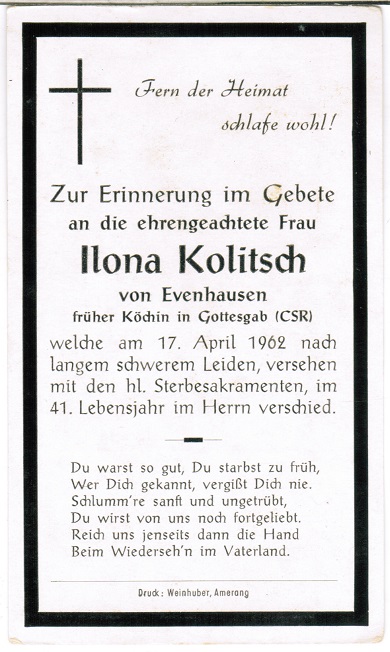 Fern der Heimat
schlafe wohl!
Zur Erinnerung im Gebete
an die ehrengeachtete Frau
Ilona Kolitsch
von Evenhausen
früher Köchin in Gottesgab (CSR)
welche am 17. April 1962 nach
langem schwerem Leiden, versehen
mit den hl. Sterbesakramenten, im
41. Lebensjahr im Herrn verschied.
Du warst so gut, Du starbst zu früh,
Wer Dich gekannt, vergißt Dich nie.
Schlumm're sanft und ungetrübt,
Du wirst von uns noch fortgeliebt.
Reich uns jenseits dann die Hand
Beim Wiederseh'n im Vaterland.
Druck: Weinhuber, Amerang